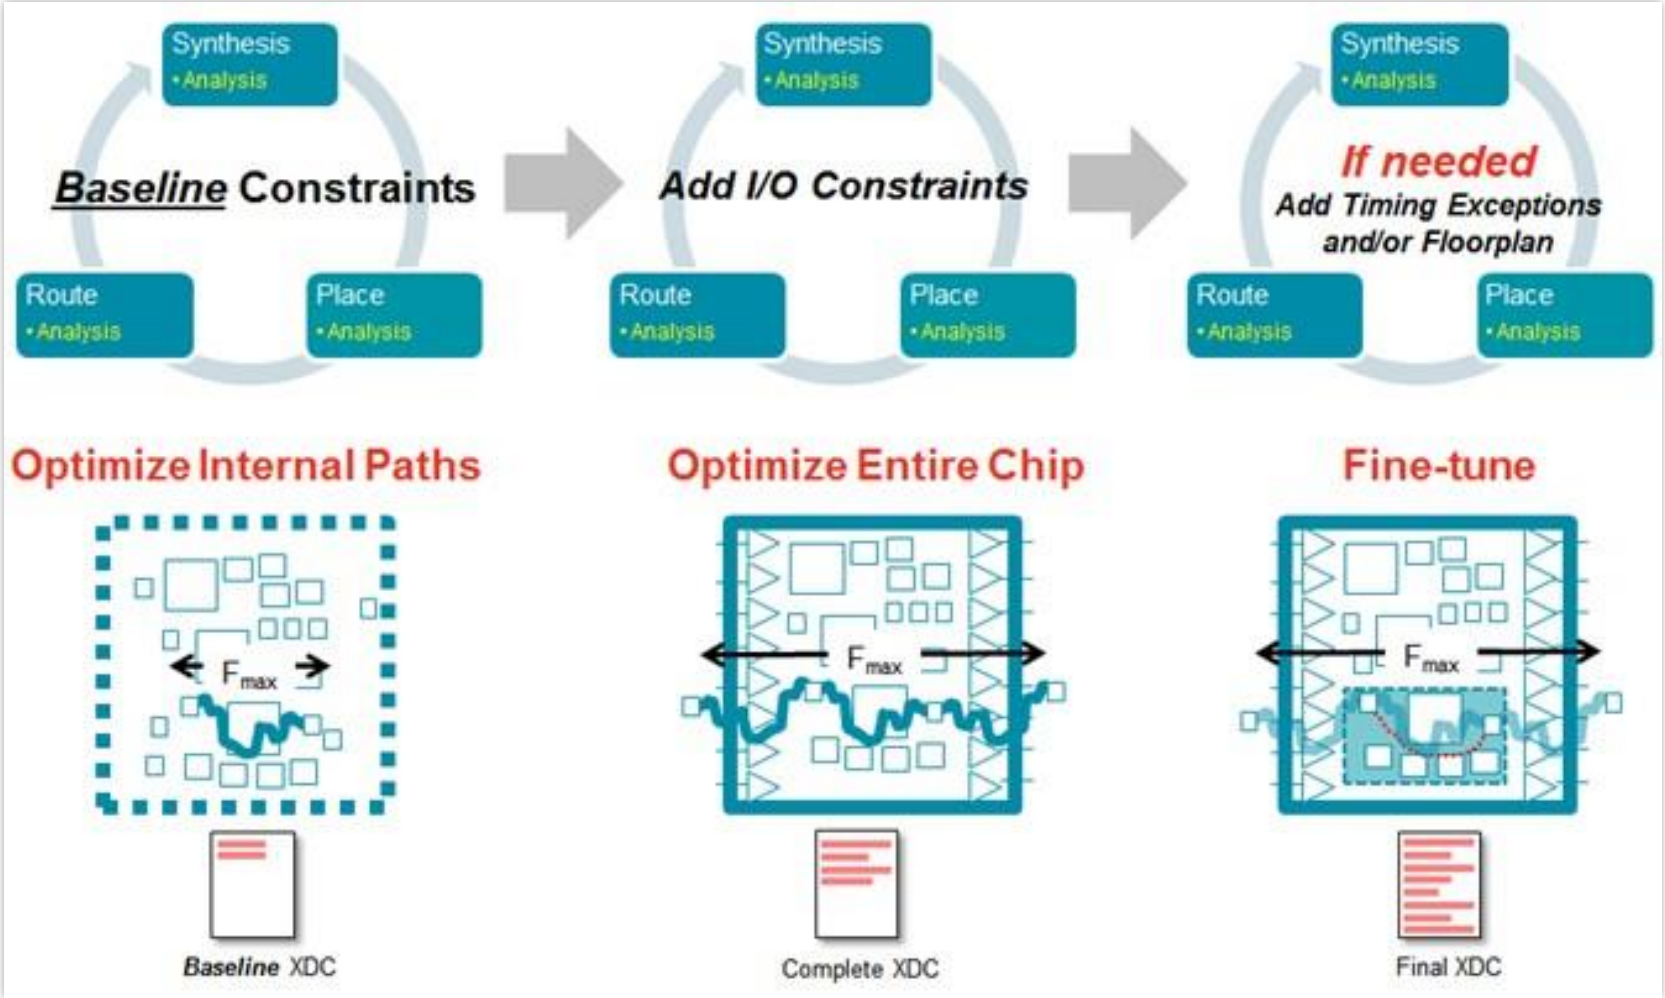 Synthesis
• Analysis
Baseline Constraints
Route
• Analysis
Place
• Analysis
Synthesis
• Analysis
Add I/O Constraints
Route
• Analysis
Place
• Analysis
Synthesis
• Analysis
If needed
Add Timing Exceptions
and/or Floorplan
Route
• Analysis
Place
• Analysis
Optimize Internal Paths
Optimize Entire Chip
Fine-tune
Fmax
Fmax
Fmax
Baseline XDC
Complete XDC
Final XDC